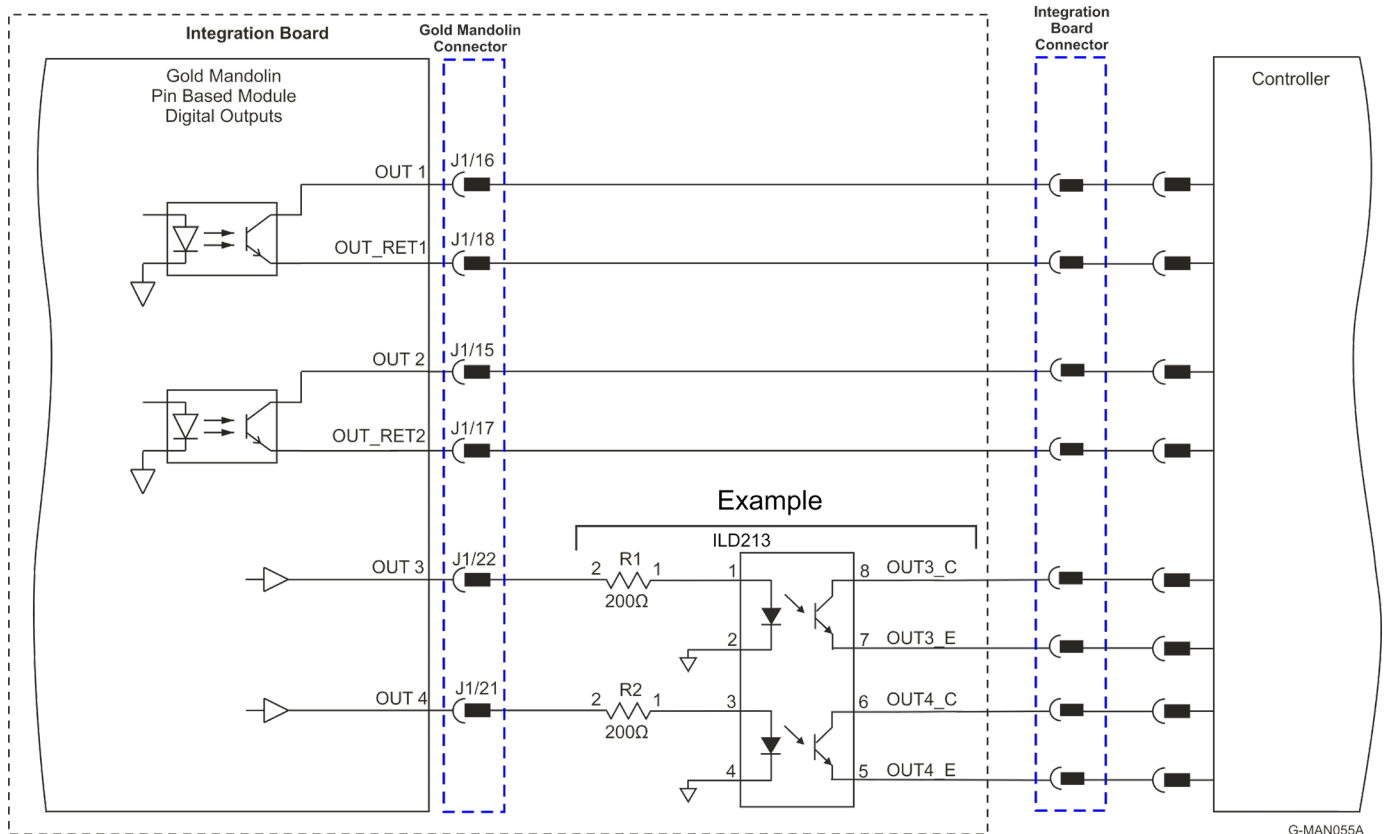 Integration Board
Gold Mandolin
Connector
Integration
Board
Connector
Gold Mandolin
Pin Based Module
Digital Outputs
Controller
OUT 1
J1/16
OUT_RET1
J1/18
OUT 2
J1/15
OUT_RET2
J1/17
Example
ILD213
OUT 3
J1/22
2
R1
1
200Ω
1
8
OUT3_C
2
7
OUT3_E
OUT 4
J1/21
2
R2
1
200Ω
3
6
OUT4_C
4
5
OUT4_E
G-MAN055A